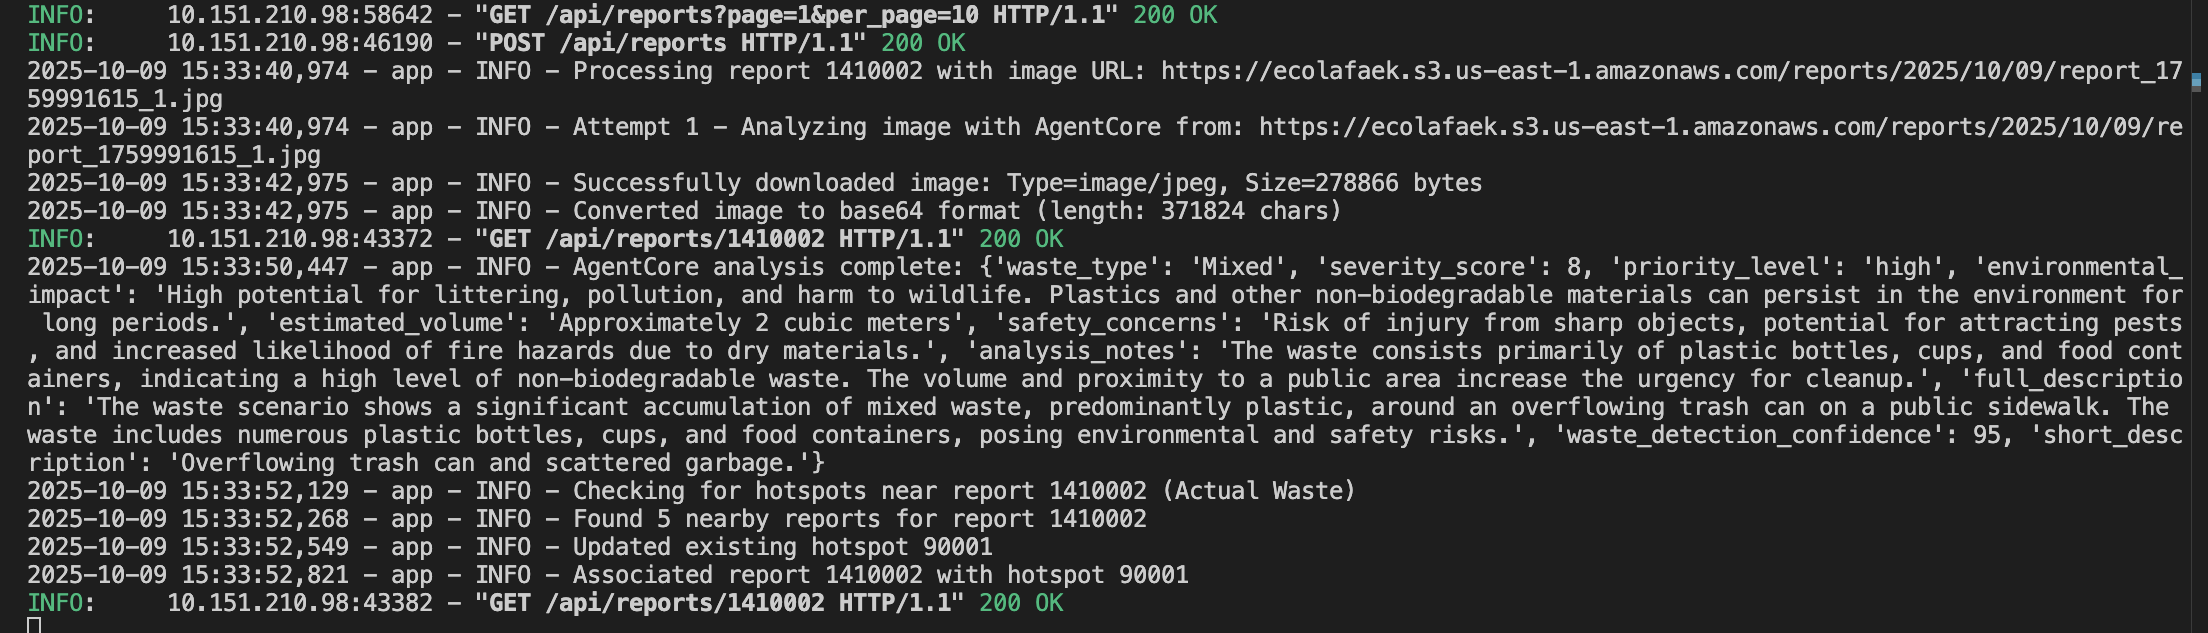 INFO:     10.151.210.98:58642 - "GET /api/reports?page=1&per_page=10 HTTP/1.1" 200 OK
INFO:     10.151.210.98:46190 - "POST /api/reports HTTP/1.1" 200 OK
2025-10-09 15:33:40,974 - app - INFO - Processing report 1410002 with image URL: https://ecolafaek.s3.us-east-1.amazonaws.com/reports/2025/10/09/report_17
59991615_1.jpg
2025-10-09 15:33:40,974 - app - INFO - Attempt 1 - Analyzing image with AgentCore from: https://ecolafaek.s3.us-east-1.amazonaws.com/reports/2025/10/09/re
port_1759991615_1.jpg
2025-10-09 15:33:42,975 - app - INFO - Successfully downloaded image: Type=image/jpeg, Size=278866 bytes
2025-10-09 15:33:42,975 - app - INFO - Converted image to base64 format (length: 371824 chars)
INFO:     10.151.210.98:43372 - "GET /api/reports/1410002 HTTP/1.1" 200 OK
2025-10-09 15:33:50,447 - app - INFO - AgentCore analysis complete: {'waste_type': 'Mixed', 'severity_score': 8, 'priority_level': 'high', 'environmental_
impact': 'High potential for littering, pollution, and harm to wildlife. Plastics and other non-biodegradable materials can persist in the environment for
 long periods.', 'estimated_volume': 'Approximately 2 cubic meters', 'safety_concerns': 'Risk of injury from sharp objects, potential for attracting pests
, and increased likelihood of fire hazards due to dry materials.', 'analysis_notes': 'The waste consists primarily of plastic bottles, cups, and food cont
ainers, indicating a high level of non-biodegradable waste. The volume and proximity to a public area increase the urgency for cleanup.', 'full_descriptio
n': 'The waste scenario shows a significant accumulation of mixed waste, predominantly plastic, around an overflowing trash can on a public sidewalk. The 
waste includes numerous plastic bottles, cups, and food containers, posing environmental and safety risks.', 'waste_detection_confidence': 95, 'short_desc
ription': 'Overflowing trash can and scattered garbage.'}
2025-10-09 15:33:52,129 - app - INFO - Checking for hotspots near report 1410002 (Actual Waste)
2025-10-09 15:33:52,268 - app - INFO - Found 5 nearby reports for report 1410002
2025-10-09 15:33:52,549 - app - INFO - Updated existing hotspot 90001
2025-10-09 15:33:52,821 - app - INFO - Associated report 1410002 with hotspot 90001
INFO:     10.151.210.98:43382 - "GET /api/reports/1410002 HTTP/1.1" 200 OK